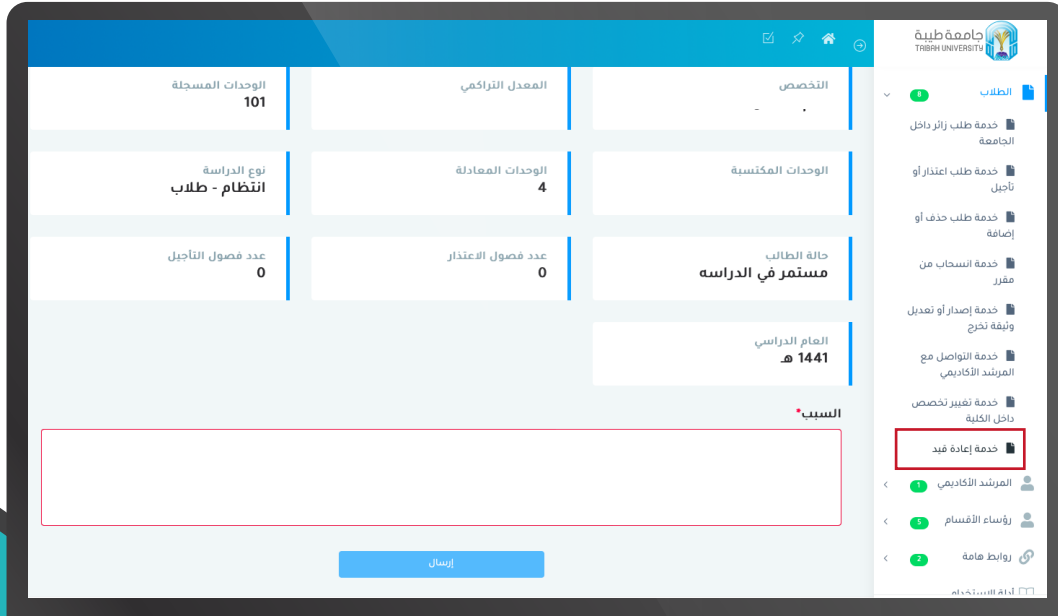 جامعة طيبة
TAIBAH UNIVERSITY
الطلاب
8
خدمة طلب زائر داخل
الجامعة
خدمة طلب اعتذار أو
تأجيل
خدمة طلب حذف أو
إضافة
خدمة انسحاب من
مقرر
خدمة إصدار أو تعديل
وثيقة تخرج
خدمة التواصل مع
المرشد الأكاديمي
خدمة تغيير تخصص
داخل الكلية
خدمة إعادة قيد
المرشد الأكاديمي
1
رؤساء الأقسام
5
روابط هامة
2
أدلة الاستخدام
التخصص
المعدل التراكمي
الوحدات المسجلة
101
الوحدات المكتسبة
الوحدات المعادلة
4
نوع الدراسة
انتظام - طلاب
حالة الطالب
مستمر في الدراسه
عدد فصول الاعتذار
0
عدد فصول التأجيل
0
العام الدراسي
1441 هـ
السبب*
إرسال